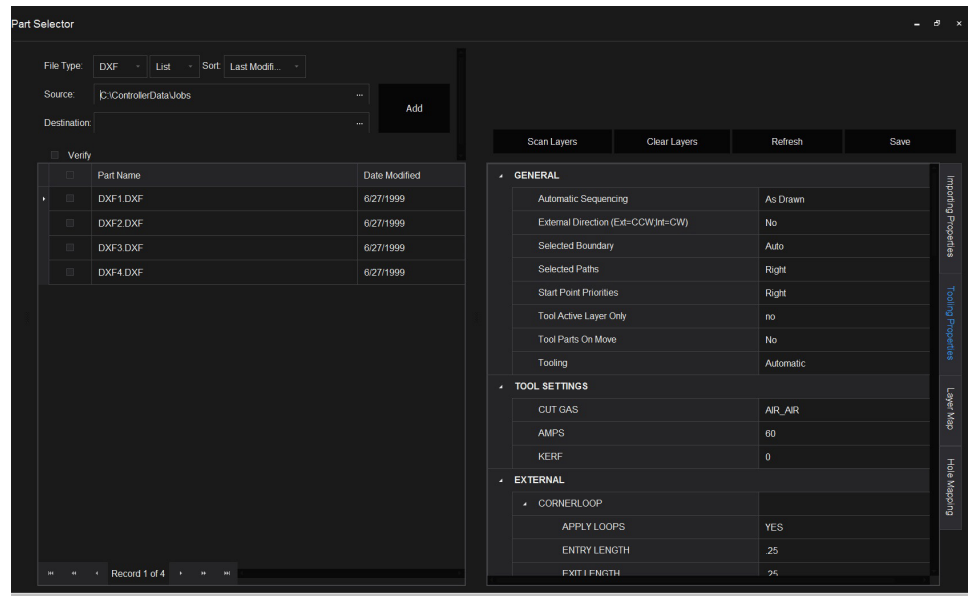 Part Selector
File Type: DXF List Sort: Last Modifi...
Source: C:\ControllerData\Jobs ...
Destination: ...
Add
Verify
Part Name Date Modified
DXF1.DXF 6/27/1999
DXF2.DXF 6/27/1999
DXF3.DXF 6/27/1999
DXF4.DXF 6/27/1999
Record 1 of 4
Scan Layers Clear Layers Refresh Save
GENERAL
Automatic Sequencing As Drawn
External Direction (Ext=CCW;Int=CW) No
Selected Boundary Auto
Selected Paths Right
Start Point Priorities Right
Tool Active Layer Only no
Tool Parts On Move No
Tooling Automatic
TOOL SETTINGS
CUT GAS AIR_AIR
AMPS 60
KERF 0
EXTERNAL
CORNERLOOP
APPLY LOOPS YES
ENTRY LENGTH .25
EXIT LENGTH .25
Importing Properties
Tooling Properties
Layer Map
Hole Mapping